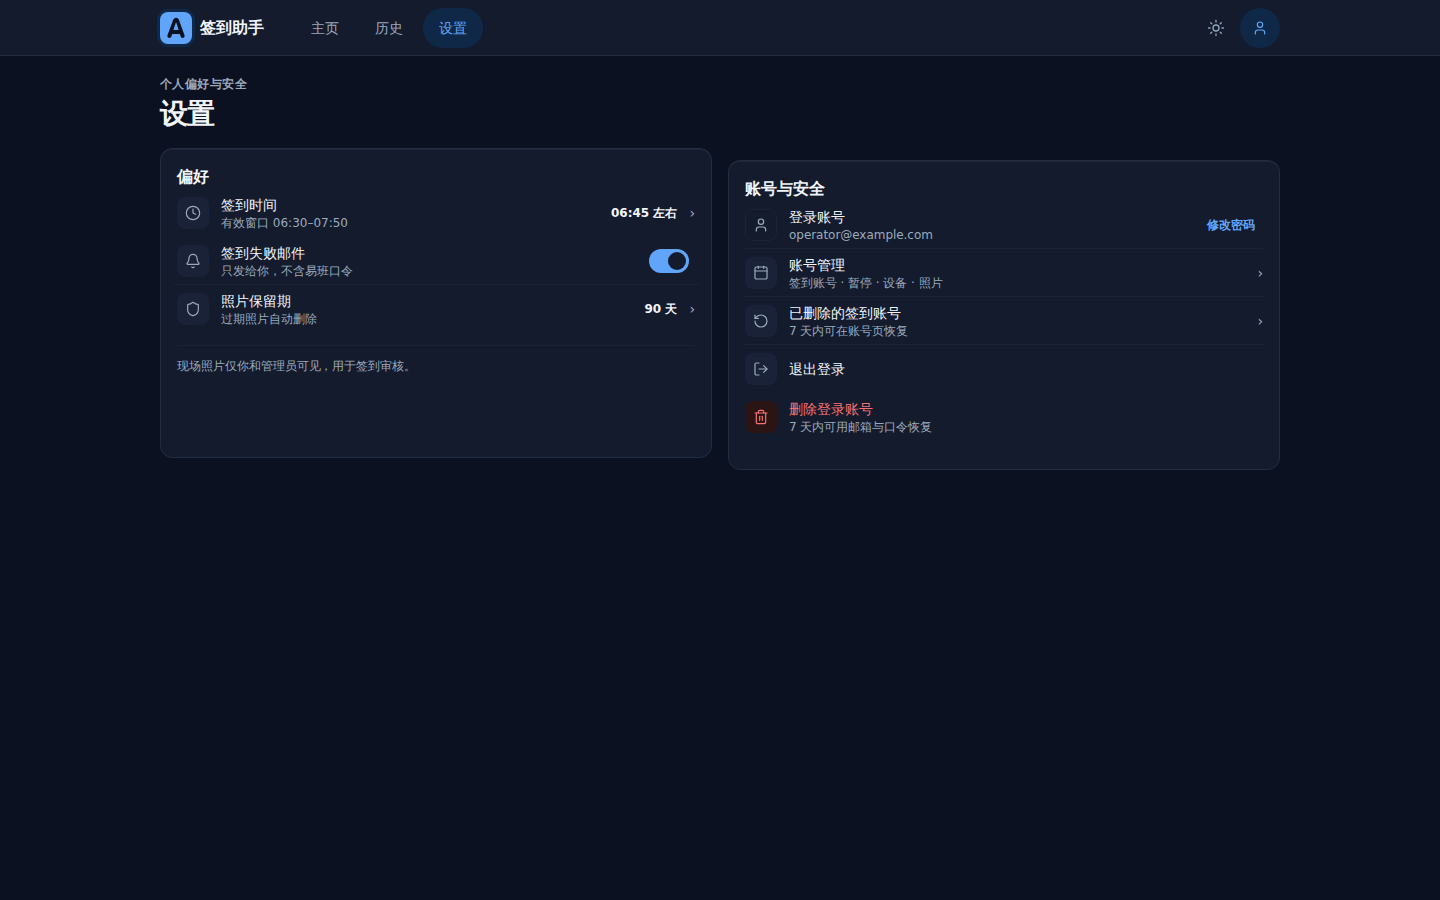 签到助手
主页
历史
设置
个人偏好与安全
设置
偏好
签到时间
有效窗口 06:30–07:50
06:45 左右
签到失败邮件
只发给你，不含易班口令
照片保留期
过期照片自动删除
90 天
现场照片仅你和管理员可见，用于签到审核。
账号与安全
登录账号
operator@example.com
修改密码
账号管理
签到账号 · 暂停 · 设备 · 照片
已删除的签到账号
7 天内可在账号页恢复
退出登录
删除登录账号
7 天内可用邮箱与口令恢复